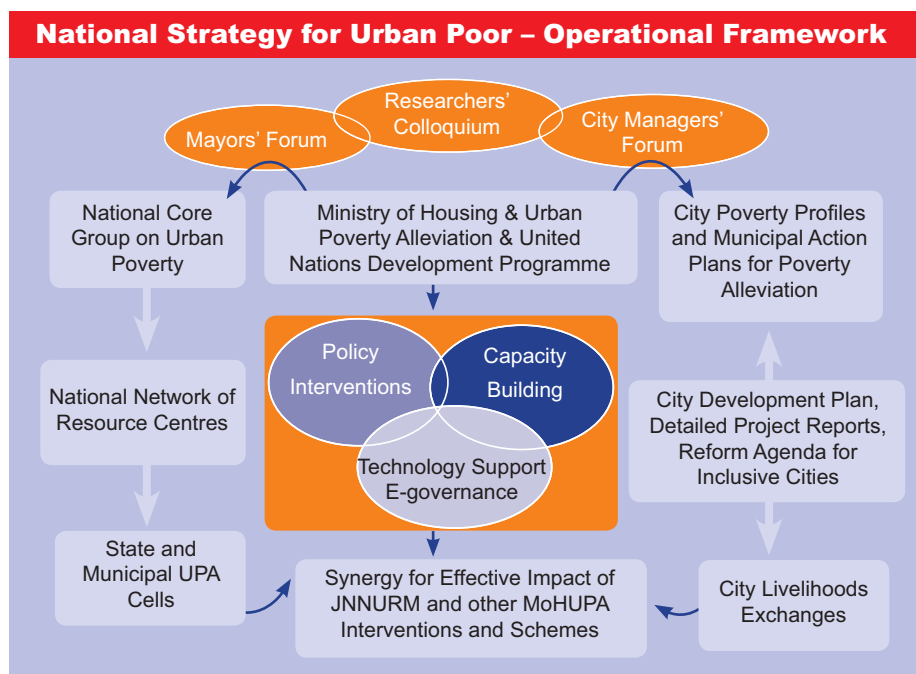 National Strategy for Urban Poor – Operational Framework
Researchers'
Colloquium
Mayors' Forum
City Managers'
Forum
National Core
Group on Urban
Poverty
Ministry of Housing & Urban
Poverty Alleviation & United
Nations Development Programme
City Poverty Profiles
and Municipal Action
Plans for Poverty
Alleviation
Policy
Interventions
Capacity
Building
Technology Support
E-governance
National Network of
Resource Centres
City Development Plan,
Detailed Project Reports,
Reform Agenda for
Inclusive Cities
State and
Municipal UPA
Cells
Synergy for Effective Impact of
JNNURM and other MoHUPA
Interventions and Schemes
City Livelihoods
Exchanges